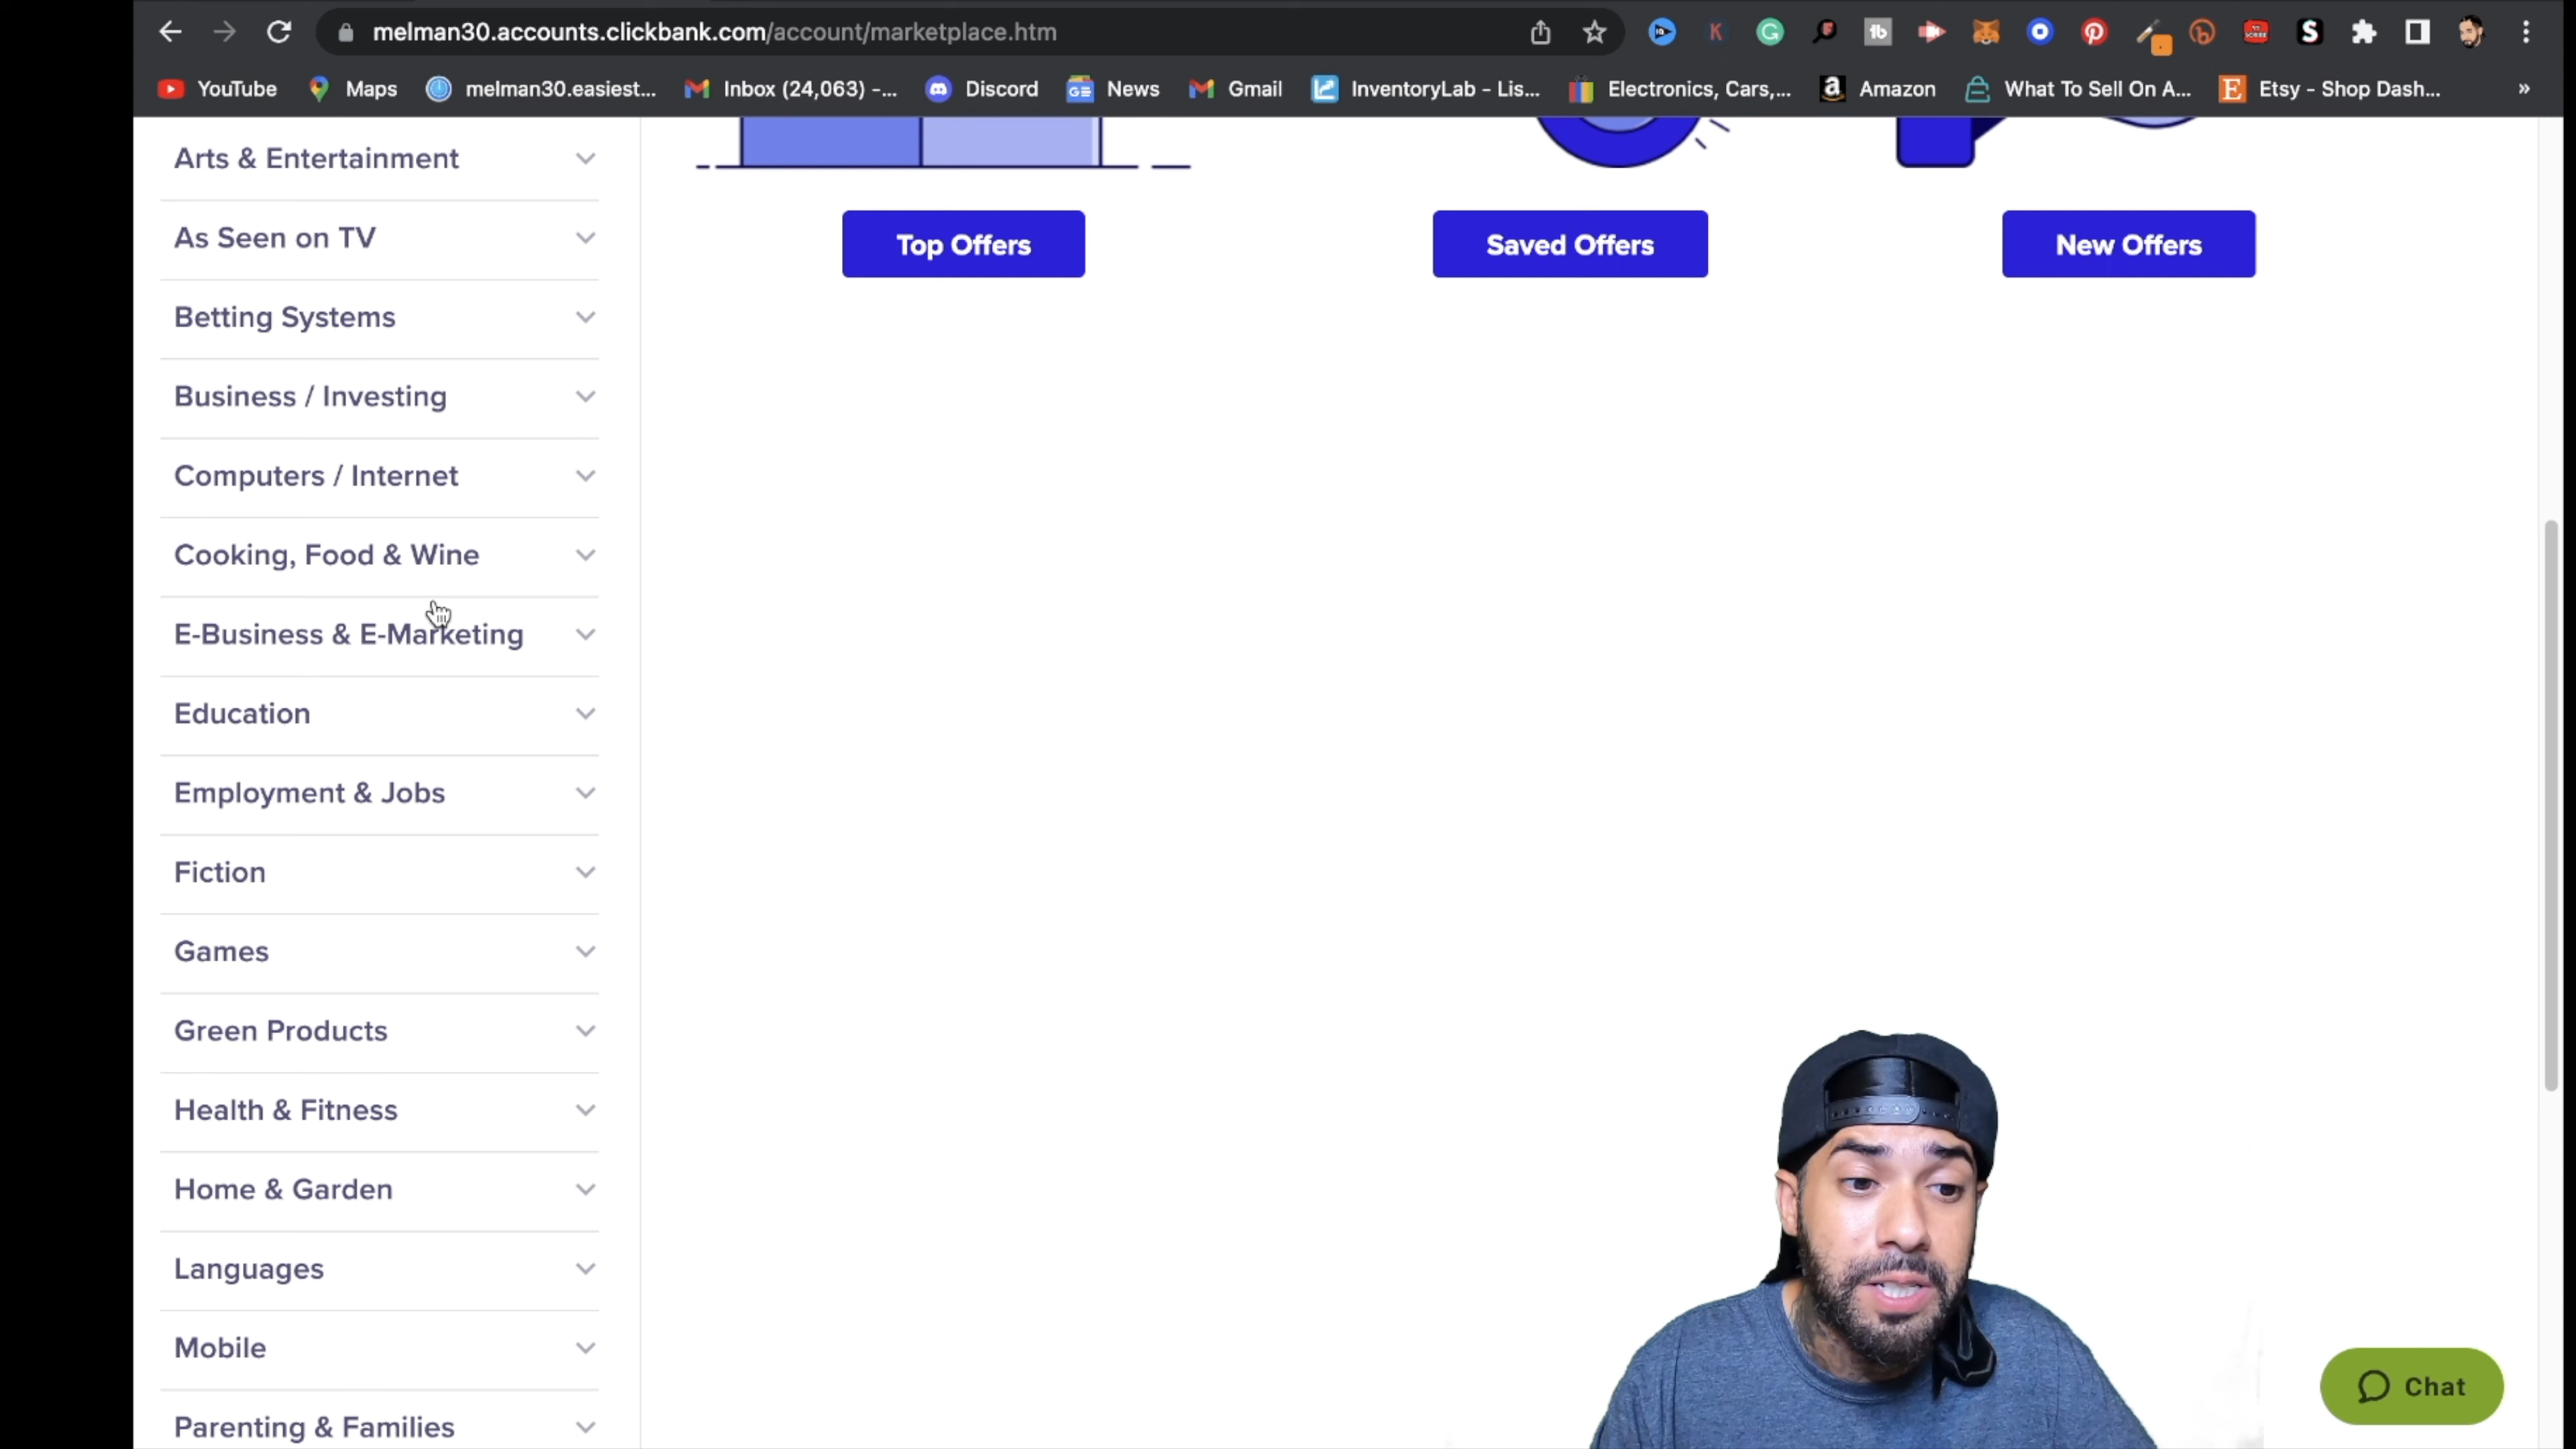 melman30.accounts.clickbank.com/account/marketplace.htm
YouTube Maps melman30.easiest... Inbox (24,063) -... Discord News Gmail InventoryLab - Lis... Electronics, Cars,... Amazon What To Sell On A... Etsy - Shop Dash... »
Arts & Entertainment
As Seen on TV
Betting Systems
Business / Investing
Computers / Internet
Cooking, Food & Wine
E-Business & E-Marketing
Education
Employment & Jobs
Fiction
Games
Green Products
Health & Fitness
Home & Garden
Languages
Mobile
Parenting & Families
Top Offers
Saved Offers
New Offers
Chat